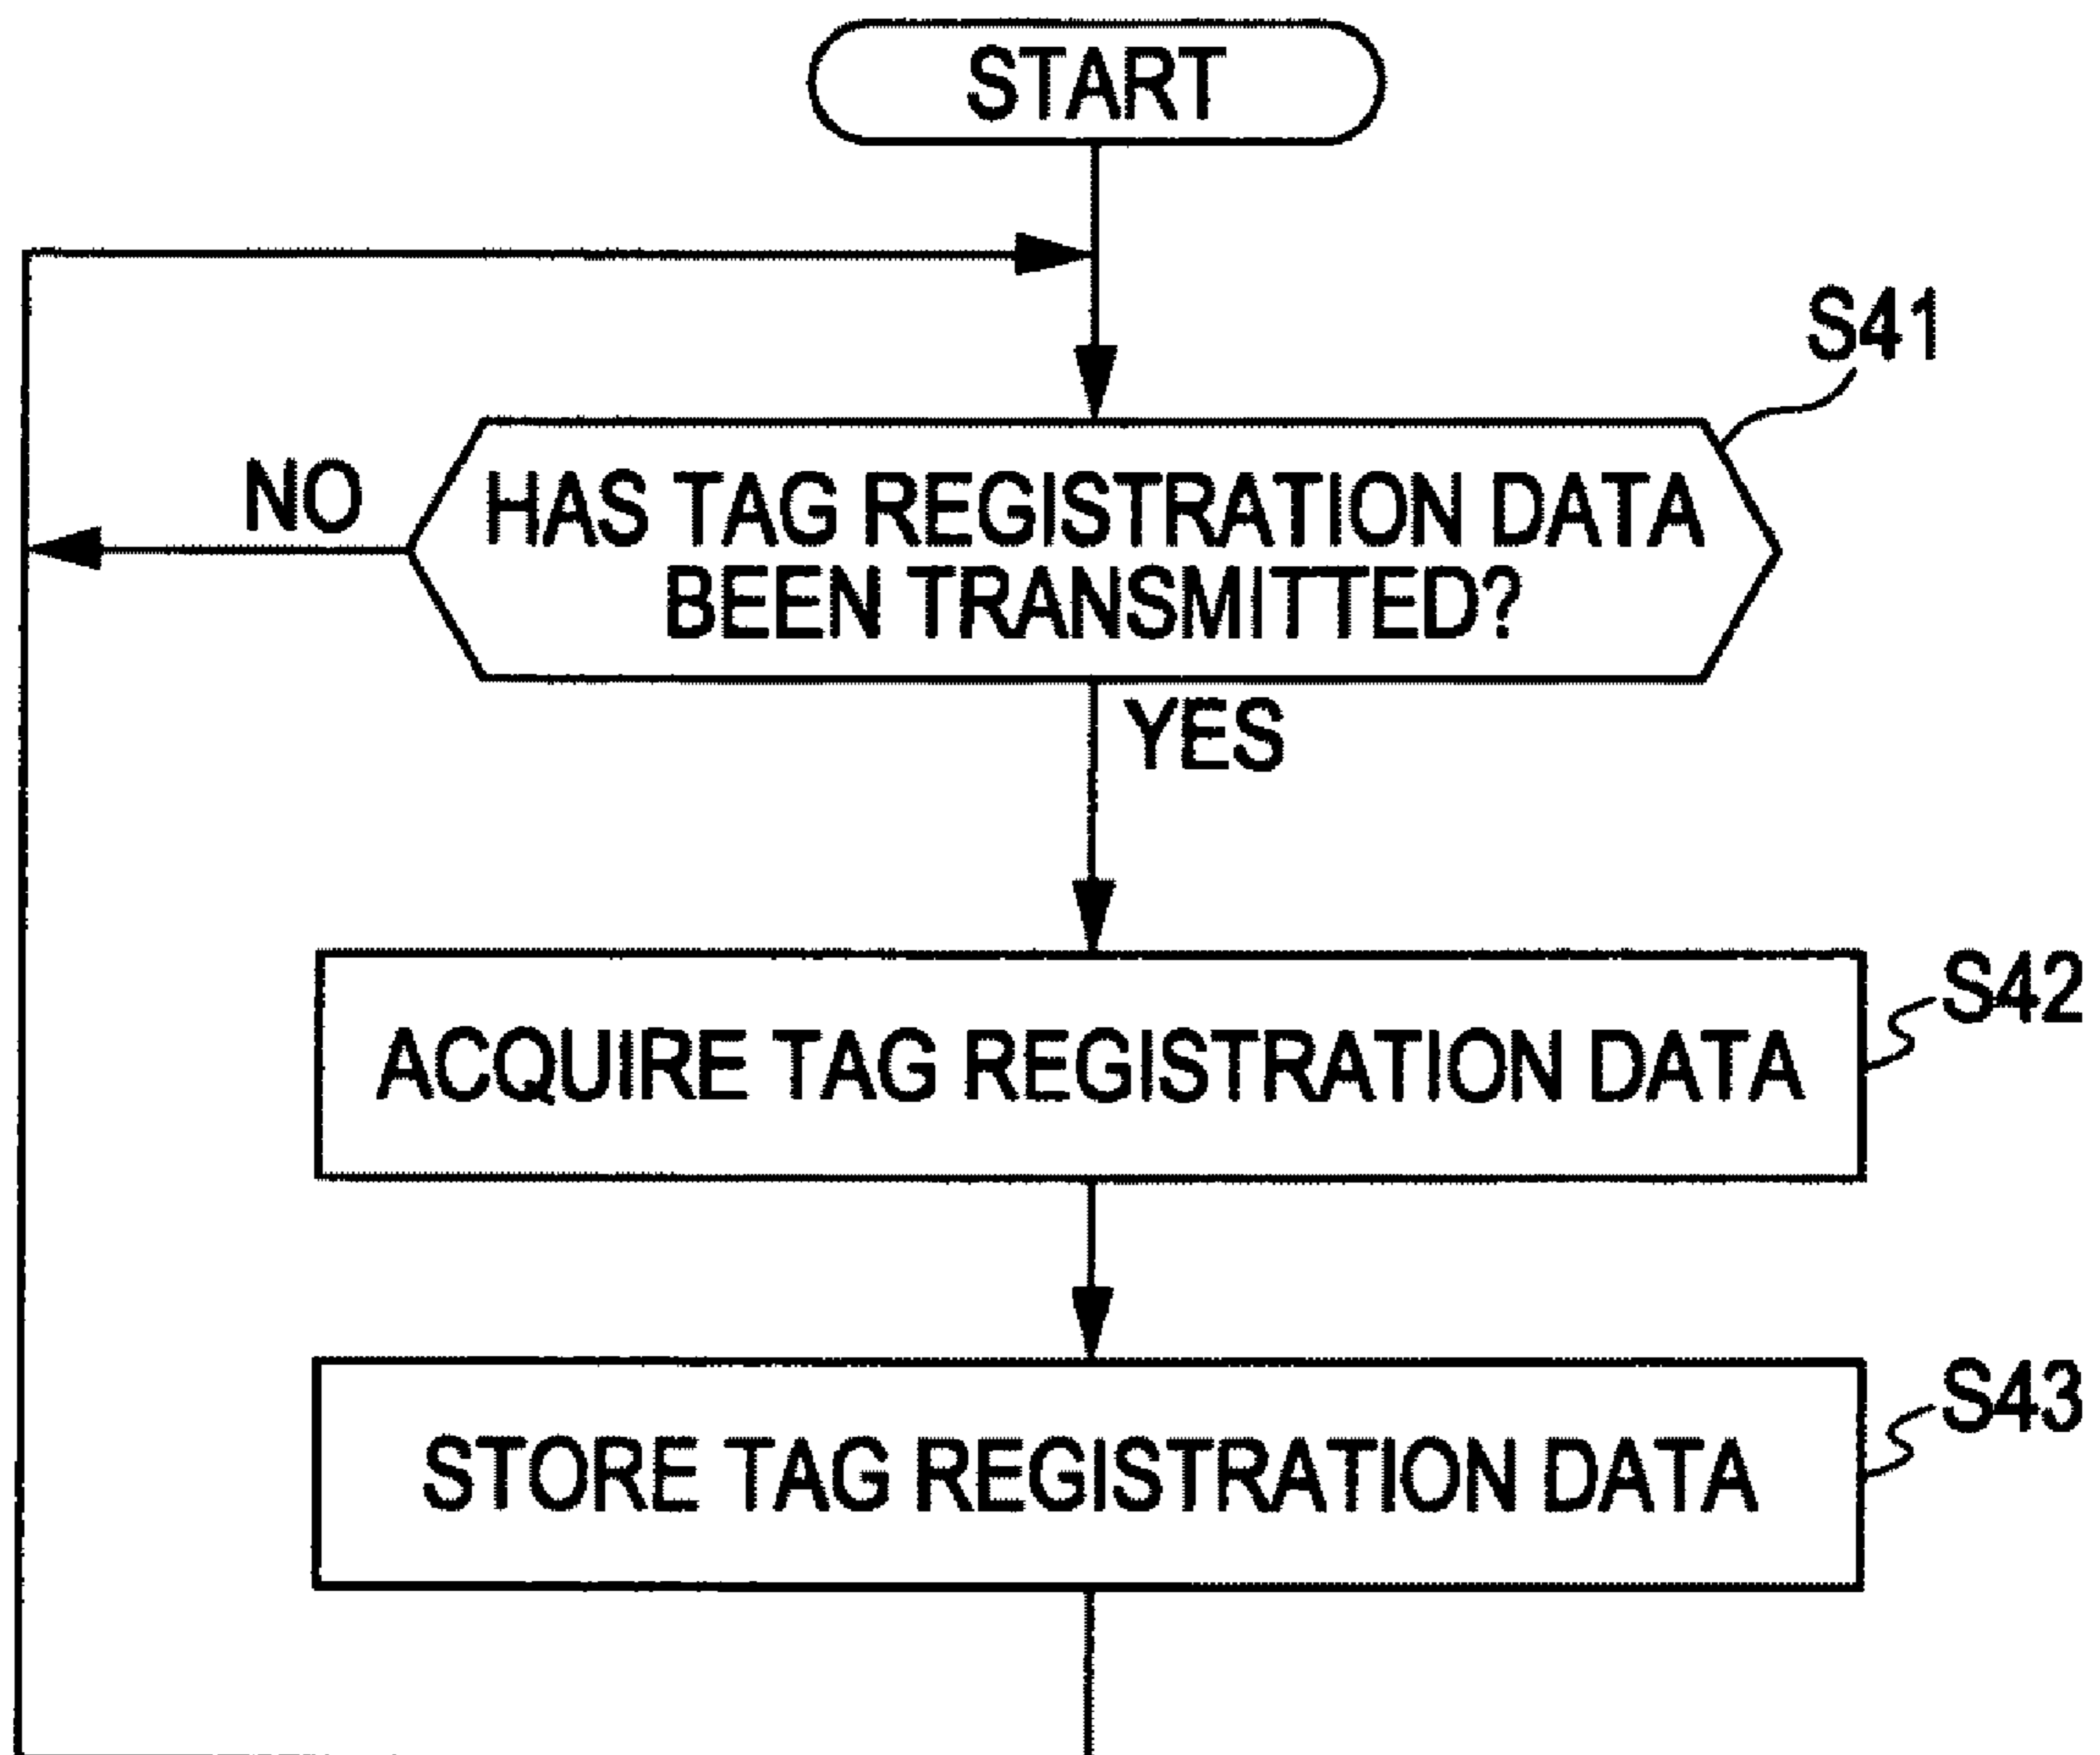 START
S41
NO
HAS TAG REGISTRATION DATA
BEEN TRANSMITTED?
YES
S42
ACQUIRE TAG REGISTRATION DATA
S43
STORE TAG REGISTRATION DATA